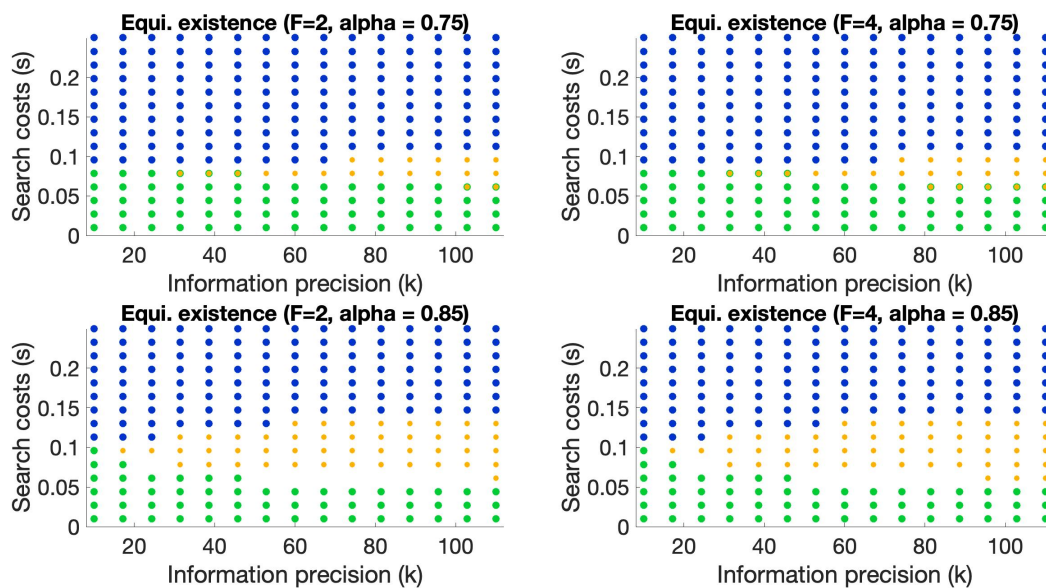 Equi. existence (F=2, alpha = 0.75)
Search costs (s)
0.2
0.15
0.1
0.05
0
20 40 60 80 100
Information precision (k)
Equi. existence (F=4, alpha = 0.75)
Search costs (s)
0.2
0.15
0.1
0.05
0
20 40 60 80 100
Information precision (k)
Equi. existence (F=2, alpha = 0.85)
Search costs (s)
0.2
0.15
0.1
0.05
0
20 40 60 80 100
Information precision (k)
Equi. existence (F=4, alpha = 0.85)
Search costs (s)
0.2
0.15
0.1
0.05
0
20 40 60 80 100
Information precision (k)